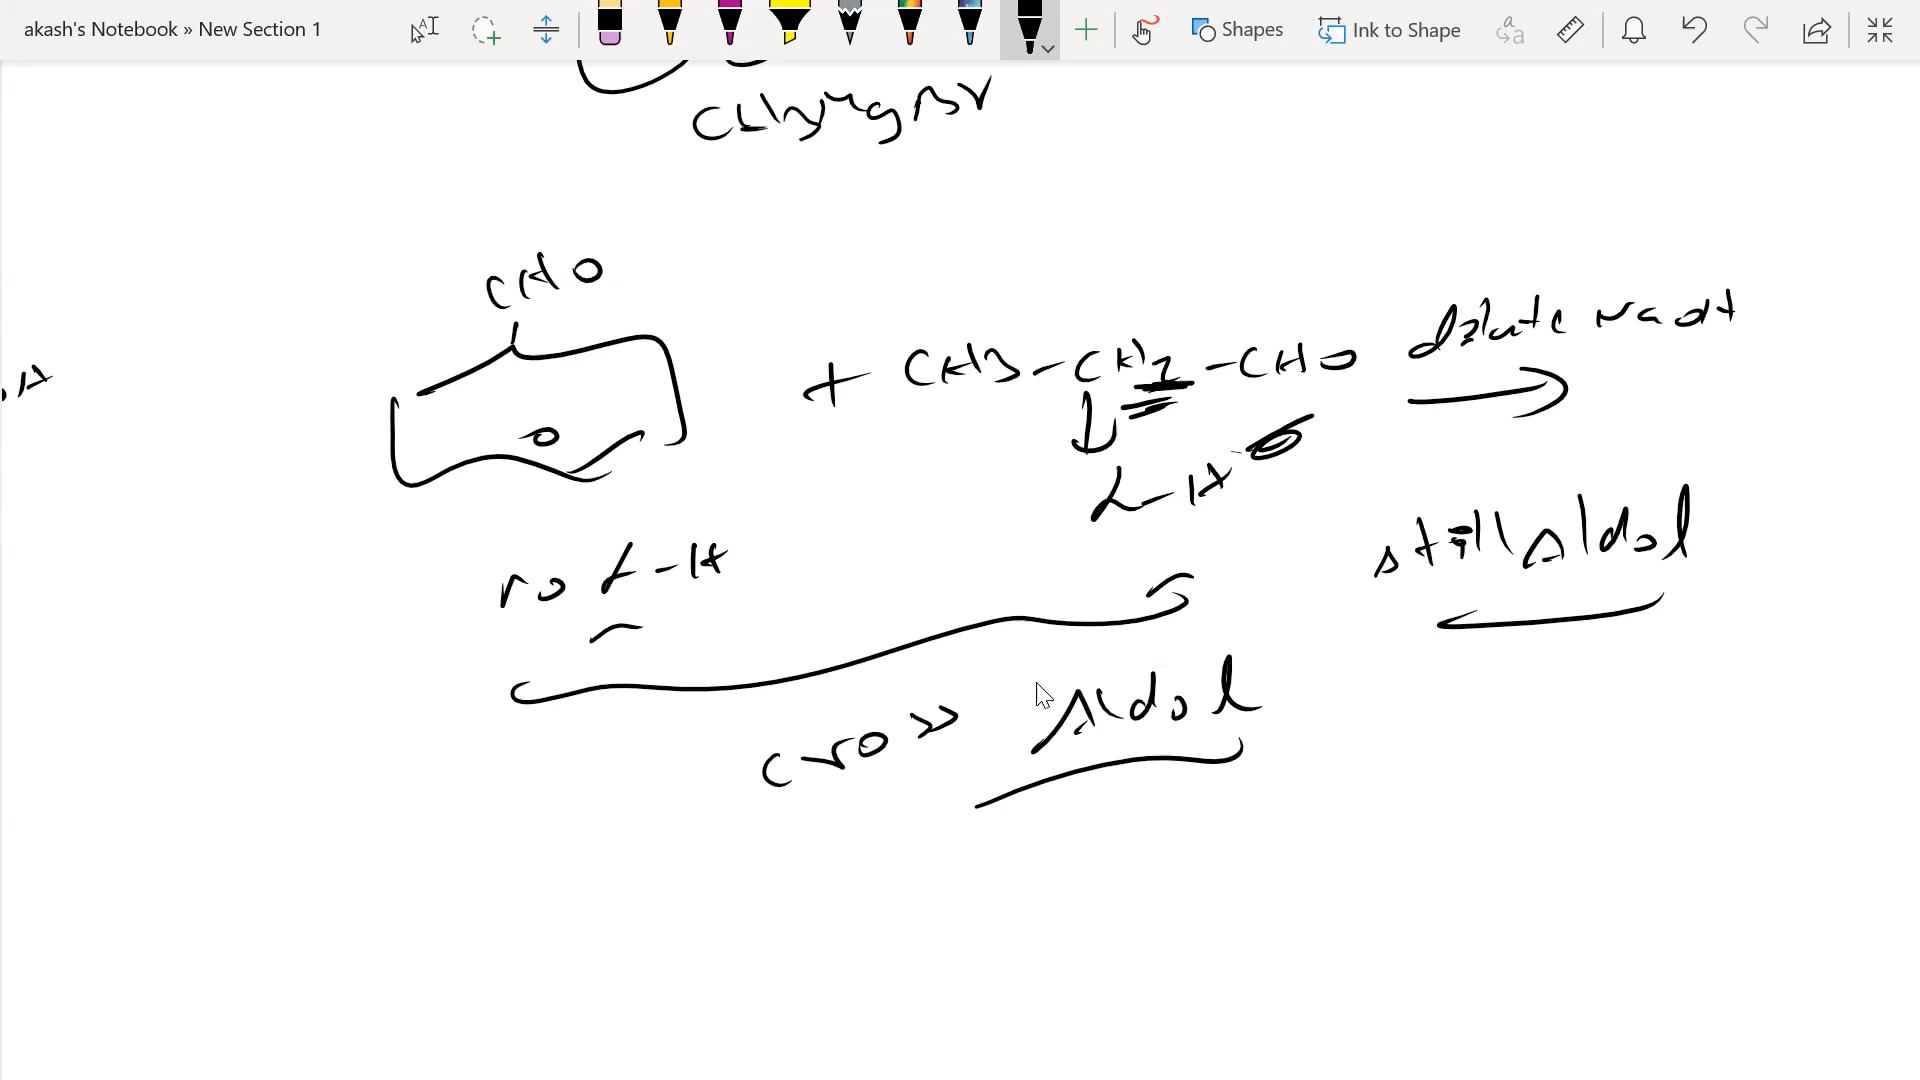 akash's Notebook » New Section 1
Shapes
Ink to Shape
CH3MgBr
CHO
+ CH3-CH2-CHO dilute NaOH
α-H
no α-H
still Aldol
cross Aldol